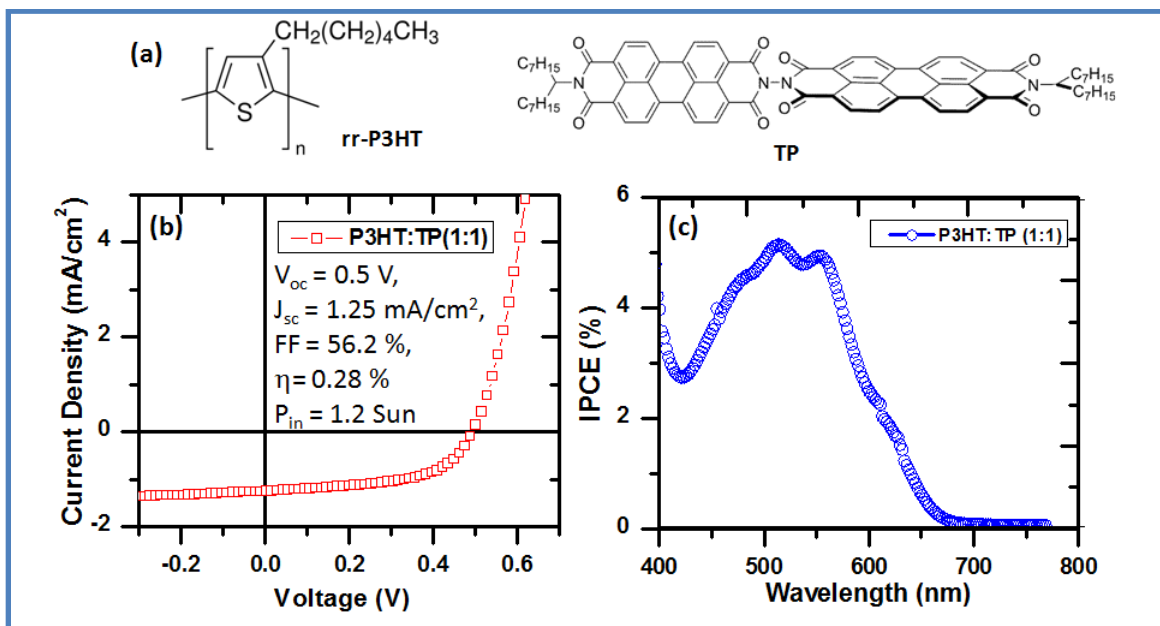 (a)
CH₂(CH₂)₄CH₃
S
n
rr-P3HT
C₇H₁₅
C₇H₁₅
O
O
N
O
O
N
N
O
O
O
O
N
C₇H₁₅
C₇H₁₅
TP
(b)
P3HT:TP(1:1)
Voc = 0.5 V,
Jsc = 1.25 mA/cm²,
FF = 56.2 %,
η= 0.28 %
Pin = 1.2 Sun
4
2
0
-2
-0.2
0.0
0.2
0.4
0.6
Current Density (mA/cm²)
Voltage (V)
(c)
P3HT: TP (1:1)
6
4
2
0
400
500
600
700
800
IPCE (%)
Wavelength (nm)